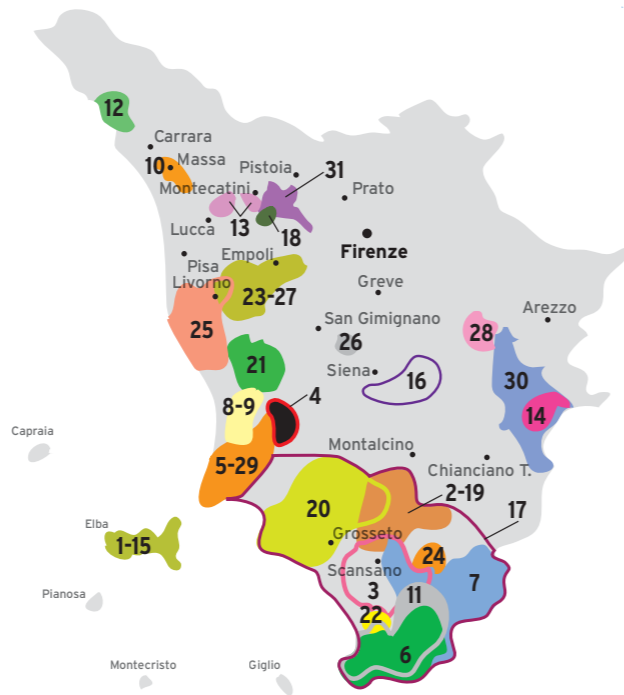 12
Carrara
10
Massa
Pistoia
31
Montecatini
Prato
13
Lucca
18
Firenze
Pisa
Empoli
Livorno
23-27
Greve
25
San Gimignano
Arezzo
28
26
21
Siena
16
30
4
8-9
14
Capraia
Montalcino
5-29
Chianciano T.
2-19
20
17
Elba
Grosseto
1-15
24
Scansano
7
3
11
Pianosa
22
6
Montecristo
Giglio